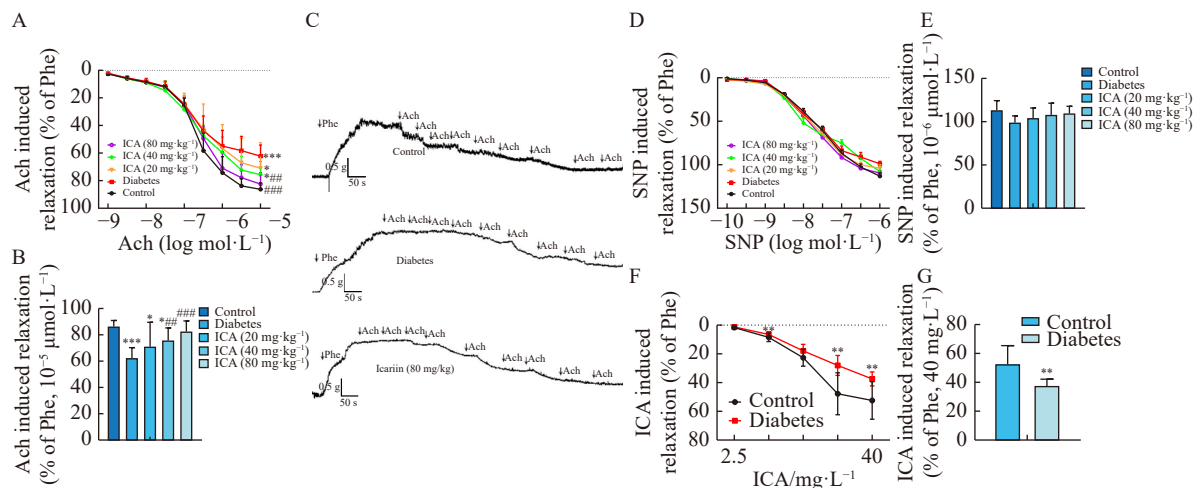 A
Ach induced
relaxation (% of Phe)
0
20
40
60
80
100
ICA (80 mg·kg⁻¹)
ICA (40 mg·kg⁻¹)
ICA (20 mg·kg⁻¹)
Diabetes
Control
***
*
*##
###
−9
−8
−7
−6
−5
Ach (log mol·L⁻¹)
B
Ach induced relaxation
(% of Phe, 10⁻⁵ μmol·L⁻¹)
100
80
60
40
20
0
***
*
*##
###
Control
Diabetes
ICA (20 mg·kg⁻¹)
ICA (40 mg·kg⁻¹)
ICA (80 mg·kg⁻¹)
C
Phe
Ach
Ach
Ach
Ach
Ach
Ach
Ach
Ach
Ach
Control
0.5 g
50 s
Phe
Ach
Ach
Ach
Ach
Ach
Ach
Ach
Ach
Ach
Diabetes
0.5 g
50 s
Phe
Ach
Ach
Ach
Ach
Ach
Ach
Ach
Ach
Icariin (80 mg/kg)
0.5 g
50 s
D
SNP induced
relaxation (% of Phe)
0
50
100
150
ICA (80 mg·kg⁻¹)
ICA (40 mg·kg⁻¹)
ICA (20 mg·kg⁻¹)
Diabetes
Control
−10
−9
−8
−7
−6
SNP (log mol·L⁻¹)
E
SNP induced relaxation
(% of Phe, 10⁻⁶ μmol·L⁻¹)
150
100
50
0
Control
Diabetes
ICA (20 mg·kg⁻¹)
ICA (40 mg·kg⁻¹)
ICA (80 mg·kg⁻¹)
F
ICA induced
relaxation (% of Phe)
0
20
40
60
80
**
**
**
Control
Diabetes
2.5
40
ICA/mg·L⁻¹
G
ICA induced relaxation
(% of Phe, 40 mg·L⁻¹)
80
60
40
20
0
Control
Diabetes
**